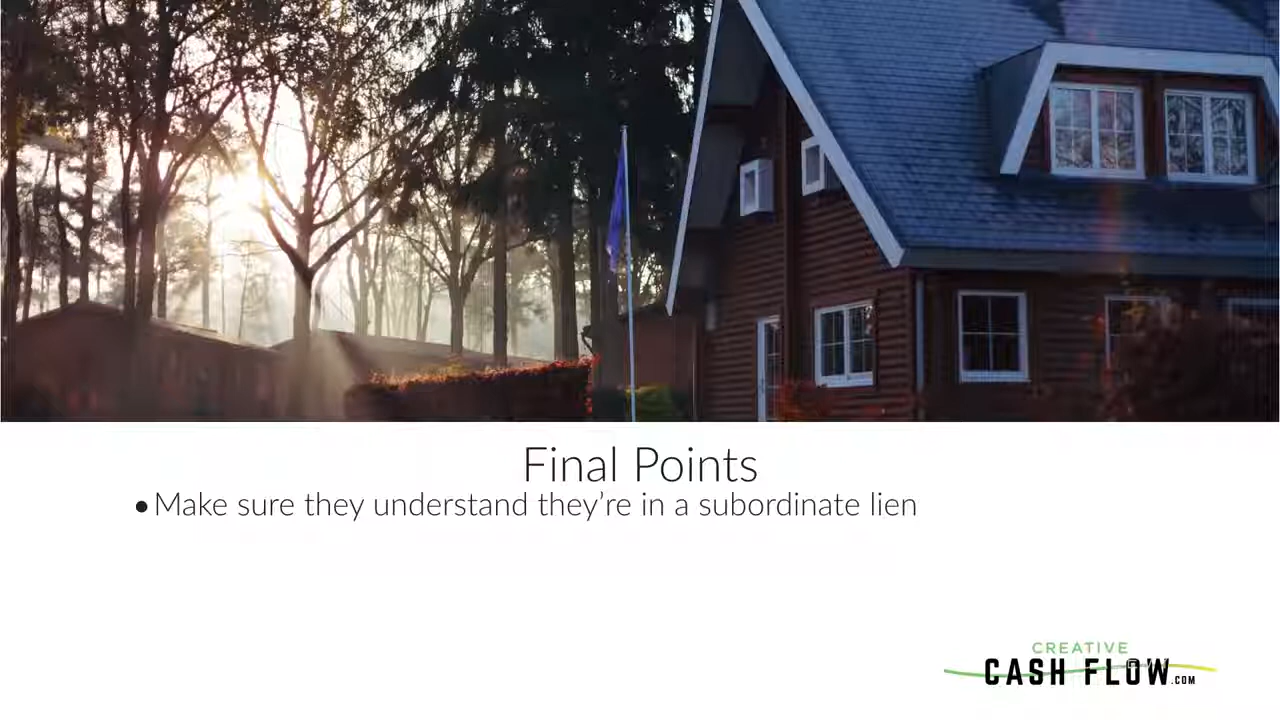 Final Points
•Make sure they understand they’re in a subordinate lien
CREATIVE
CASH FLOW.COM